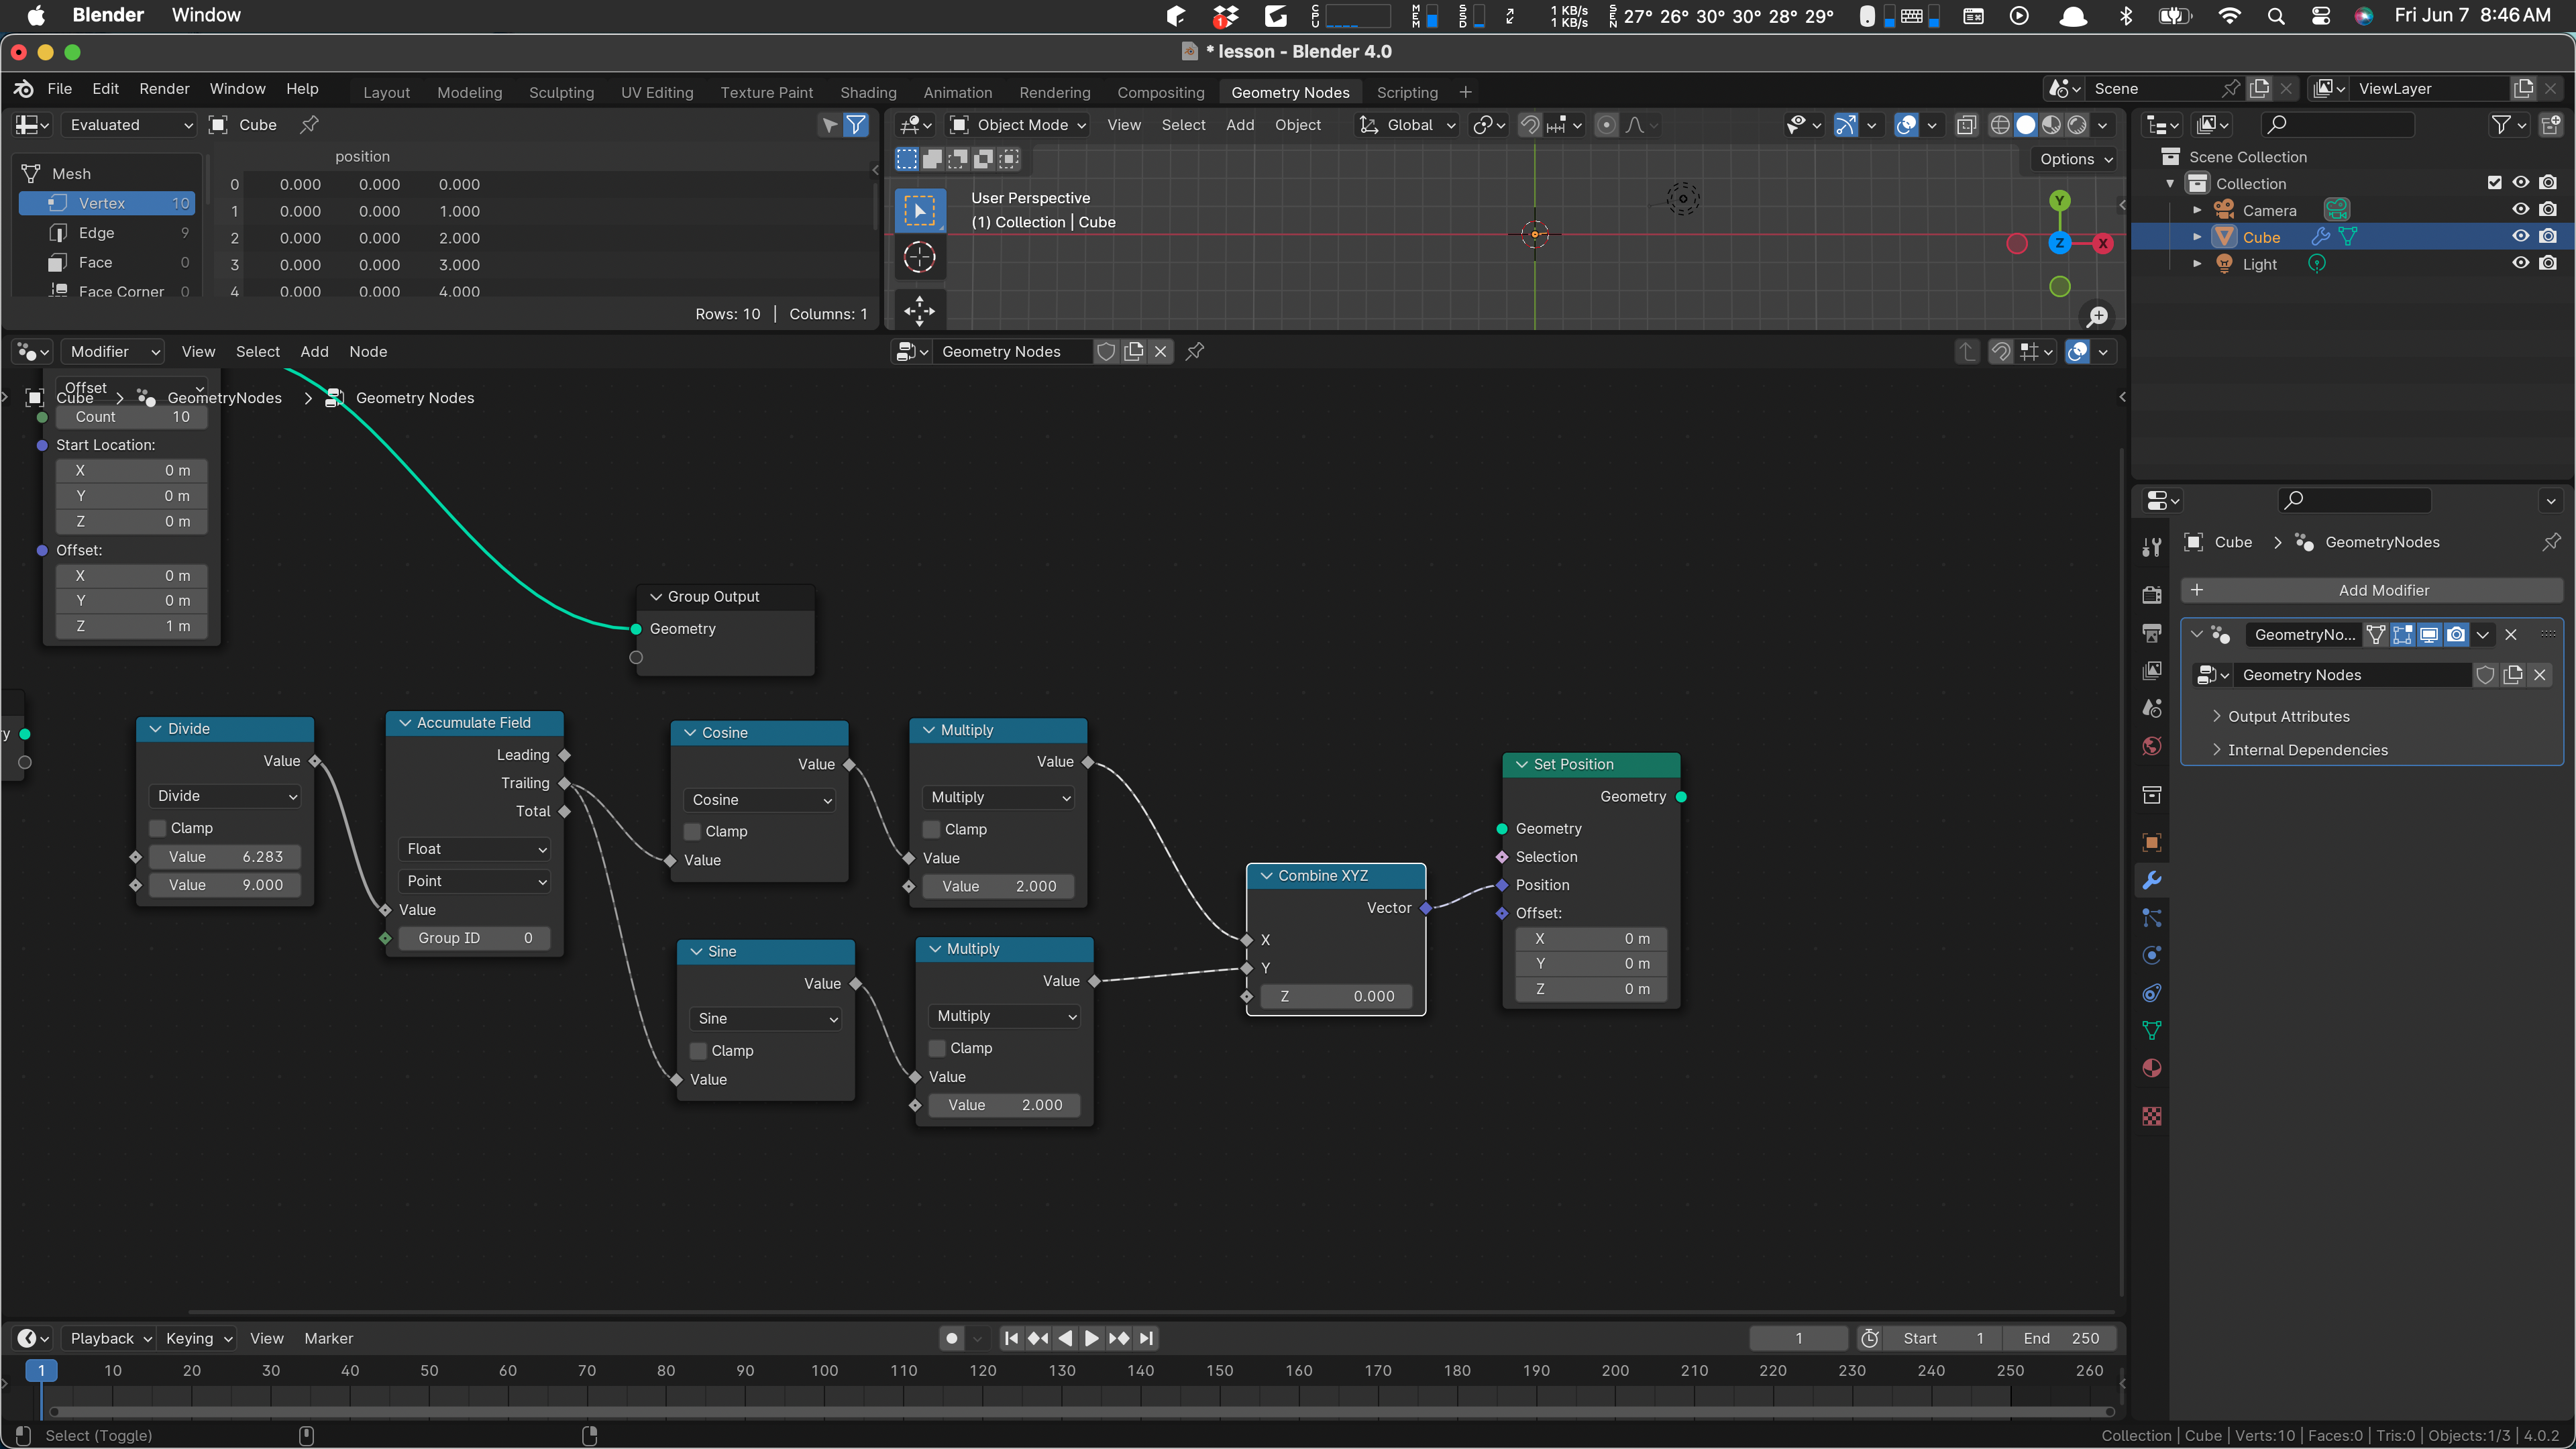 Blender Window
CPU MEM SSD 1 KB/s 1 KB/s SEN 27° 26° 30° 30° 28° 29° Fri Jun 7 8:46 AM
1
* lesson - Blender 4.0
File Edit Render Window Help Layout Modeling Sculpting UV Editing Texture Paint Shading Animation Rendering Compositing Geometry Nodes Scripting + Scene ViewLayer
Evaluated Cube
position
Mesh
Vertex 10
Edge 9
Face 0
Face Corner 0
0 0.000 0.000 0.000
1 0.000 0.000 1.000
2 0.000 0.000 2.000
3 0.000 0.000 3.000
4 0.000 0.000 4.000
Rows: 10 | Columns: 1
Object Mode View Select Add Object Global
Options
User Perspective
(1) Collection | Cube
Y
Z
X
Scene Collection
Collection
Camera
Cube
Light
Modifier View Select Add Node Geometry Nodes
Offset
Cube > GeometryNodes > Geometry Nodes
Count 10
Start Location:
X 0 m
Y 0 m
Z 0 m
Offset:
X 0 m
Y 0 m
Z 1 m
Group Output
Geometry
y
Divide
Value
Divide
Clamp
Value 6.283
Value 9.000
Accumulate Field
Leading
Trailing
Total
Float
Point
Value
Group ID 0
Cosine
Value
Cosine
Clamp
Value
Multiply
Value
Multiply
Clamp
Value
Value 2.000
Sine
Value
Sine
Clamp
Value
Multiply
Value
Multiply
Clamp
Value
Value 2.000
Combine XYZ
Vector
X
Y
Z 0.000
Set Position
Geometry
Geometry
Selection
Position
Offset:
X 0 m
Y 0 m
Z 0 m
Cube > GeometryNodes
+ Add Modifier
GeometryNo...
Geometry Nodes
Output Attributes
Internal Dependencies
Playback Keying View Marker 1 Start 1 End 250
1 10 20 30 40 50 60 70 80 90 100 110 120 130 140 150 160 170 180 190 200 210 220 230 240 250 260
Select (Toggle)
Collection | Cube | Verts:10 | Faces:0 | Tris:0 | Objects:1/3 | 4.0.2